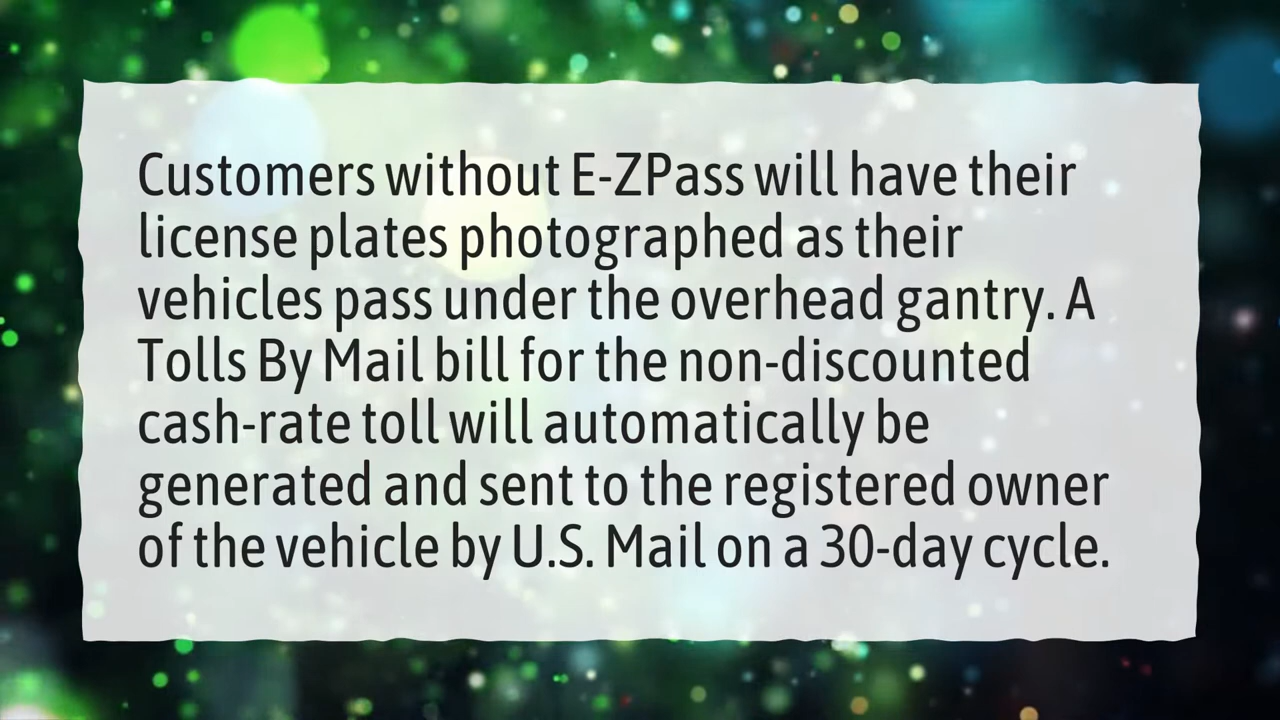 Customers without E-ZPass will have their
license plates photographed as their
vehicles pass under the overhead gantry. A
Tolls By Mail bill for the non-discounted
cash-rate toll will automatically be
generated and sent to the registered owner
of the vehicle by U.S. Mail on a 30-day cycle.